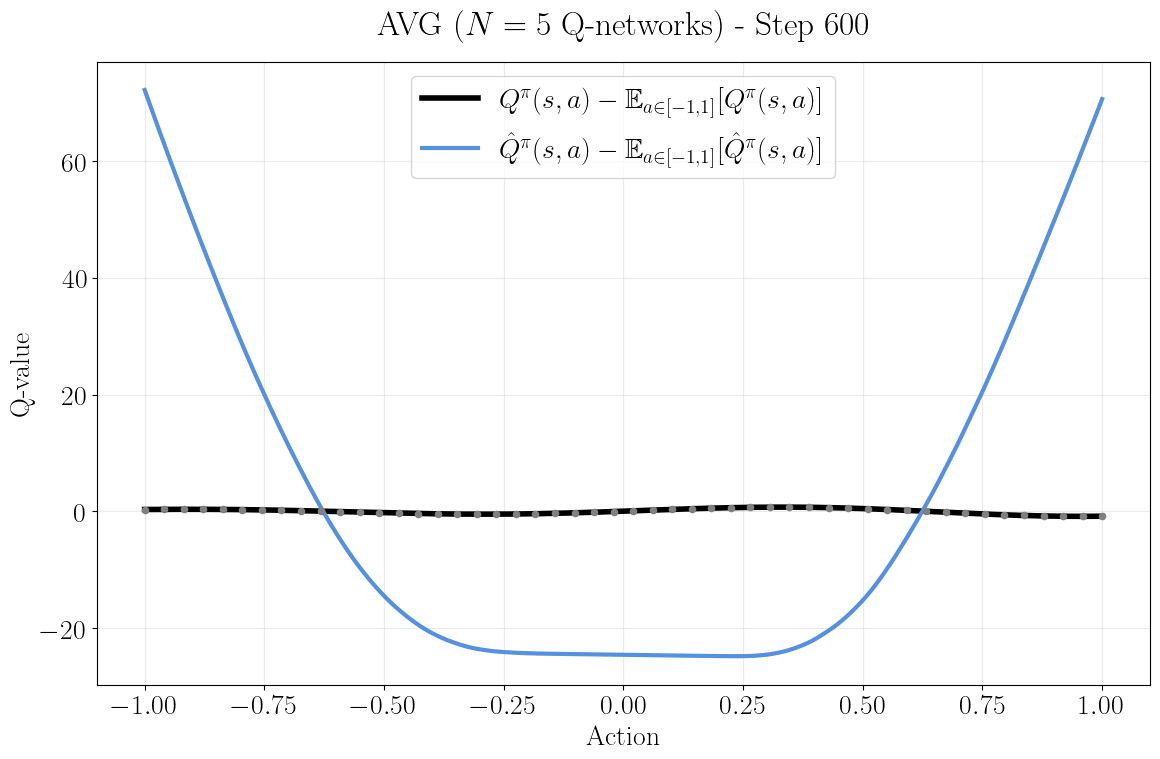 AVG (N = 5 Q-networks) - Step 600
Q^π(s, a) − 𝔼_{a∈[−1,1]}[Q^π(s, a)]
Q̂^π(s, a) − 𝔼_{a∈[−1,1]}[Q̂^π(s, a)]
Q-value
60
40
20
0
−20
−1.00 −0.75 −0.50 −0.25 0.00 0.25 0.50 0.75 1.00
Action